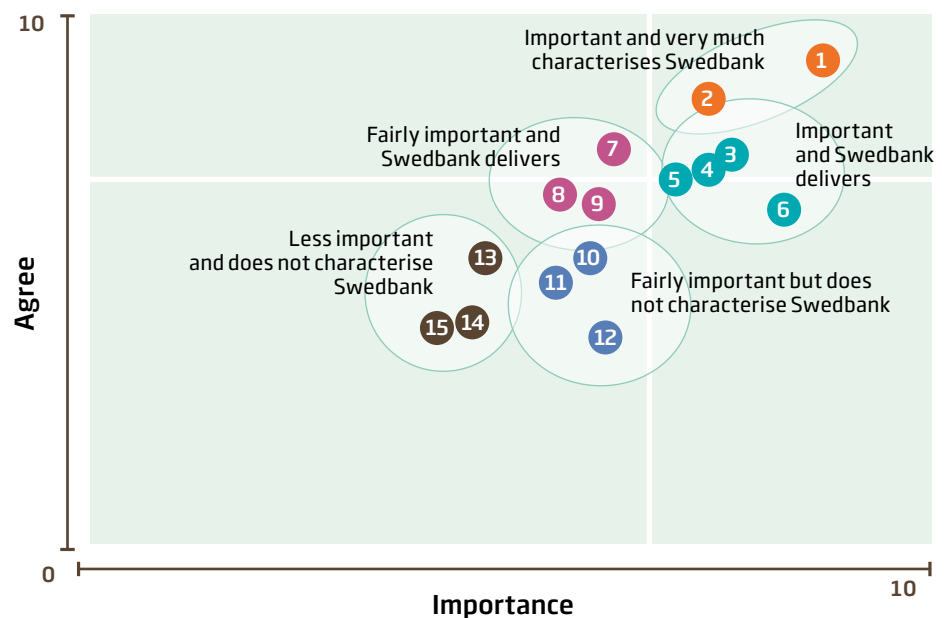 10
Important and very much
characterises Swedbank
1
2
Fairly important and
Swedbank delivers
7
Important
and Swedbank
delivers
3
4
5
6
8
9
Less important
and does not characterise
Swedbank
13
10
11
Fairly important but does
not characterise Swedbank
15
14
12
Agree
0
10
Importance